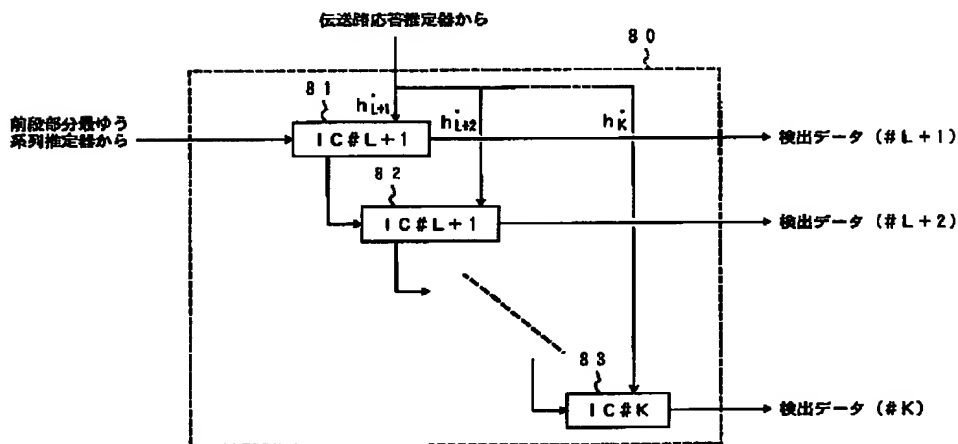 伝送路応答推定器から
80
81
h*L+1
h*L+2
h*K
前段部分最ゆう
系列推定器から
IC#L+1
検出データ (#L+1)
82
IC#L+1
検出データ (#L+2)
83
IC#K
検出データ (#K)